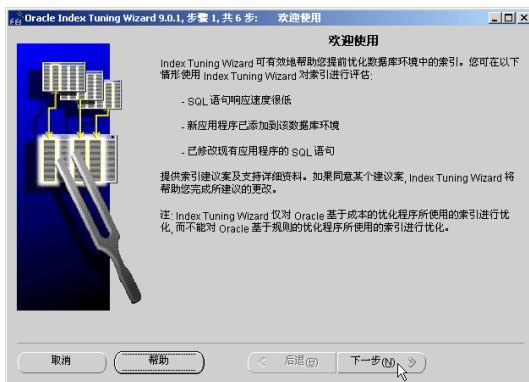 Oracle Index Tuning Wizard 9.0.1, 步骤 1, 共 6 步: 欢迎使用
欢迎使用
Index Tuning Wizard 可有效地帮助您提前优化数据库环境中的索引。您可在以下
情形使用 Index Tuning Wizard 对索引进行评估:
- SQL 语句响应速度很低
- 新应用程序已添加到该数据库环境
- 已修改现有应用程序的 SQL 语句
提供索引建议案及支持详细资料。如果同意某个建议案, Index Tuning Wizard 将
帮助您完成所建议的更改。
注: Index Tuning Wizard 仅对 Oracle 基于成本的优化程序所使用的索引进行优
化, 而不能对 Oracle 基于规则的优化程序所使用的索引进行优化。
取消 帮助 后退(B) 下一步(N)